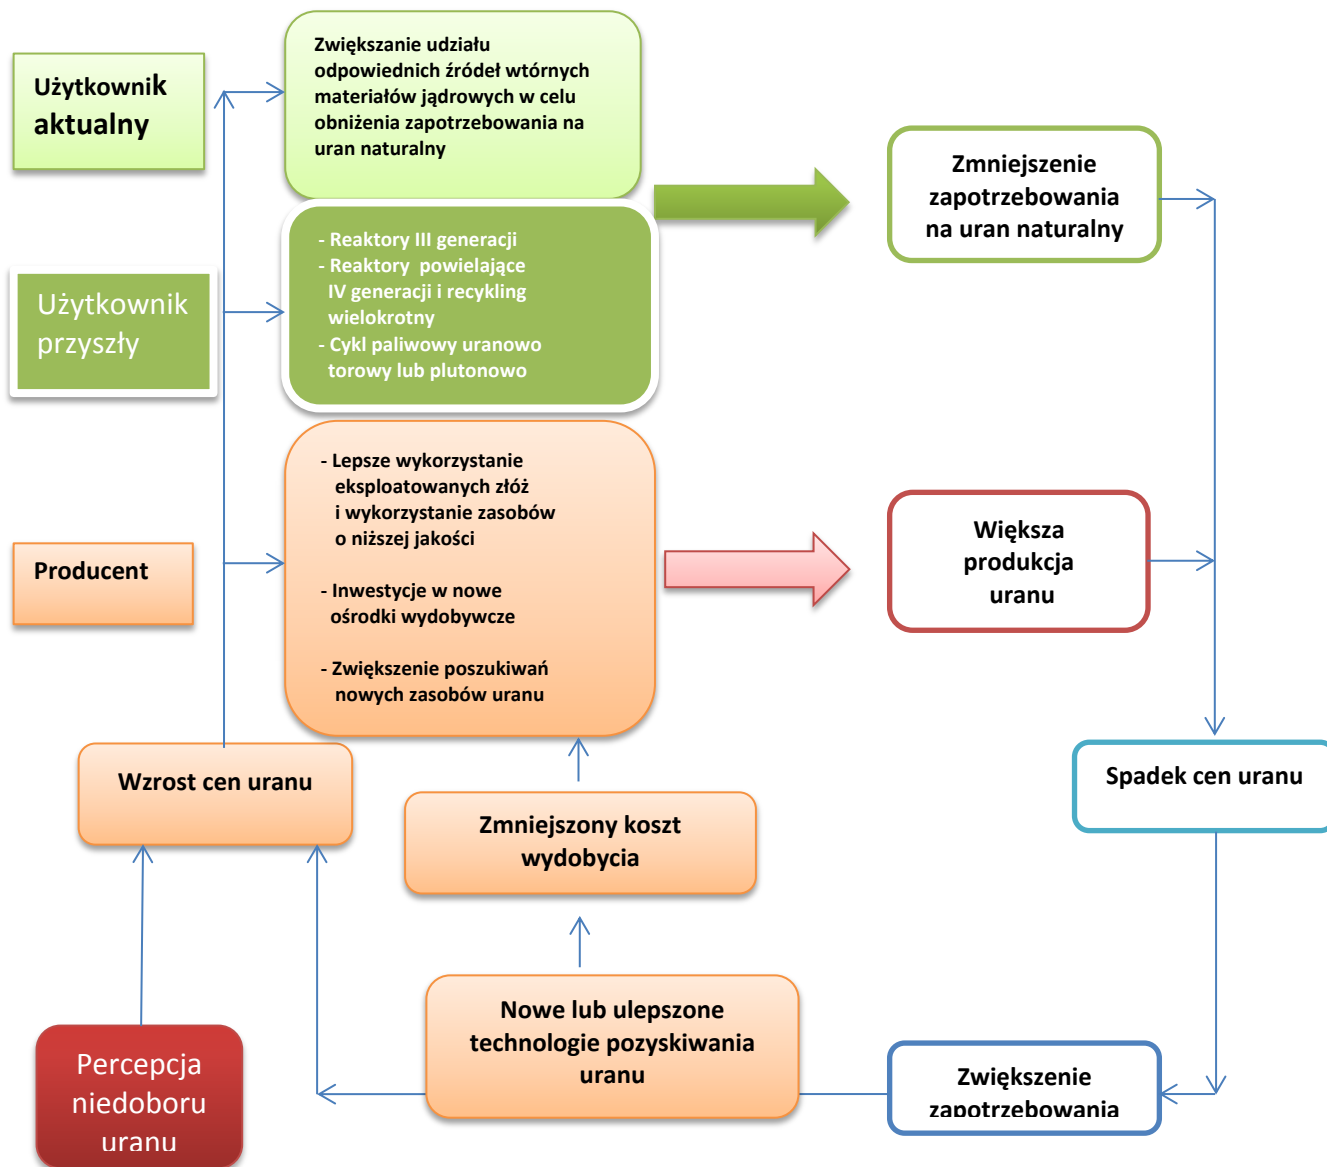 Użytkownik
aktualny
Zwiększanie udziału
odpowiednich źródeł wtórnych
materiałów jądrowych w celu
obniżenia zapotrzebowania na
uran naturalny
Zmniejszenie
zapotrzebowania
na uran naturalny
Użytkownik
przyszły
- Reaktory III generacji
- Reaktory powielające
IV generacji i recykling
wielokrotny
- Cykl paliwowy uranowo
torowy lub plutonowo
Producent
- Lepsze wykorzystanie
eksploatowanych złóż
i wykorzystanie zasobów
o niższej jakości
- Inwestycje w nowe
ośrodki wydobywcze
- Zwiększenie poszukiwań
nowych zasobów uranu
Większa
produkcja
uranu
Wzrost cen uranu
Spadek cen uranu
Zmniejszony koszt
wydobycia
Nowe lub ulepszone
technologie pozyskiwania
uranu
Percepcja
niedoboru
uranu
Zwiększenie
zapotrzebowania